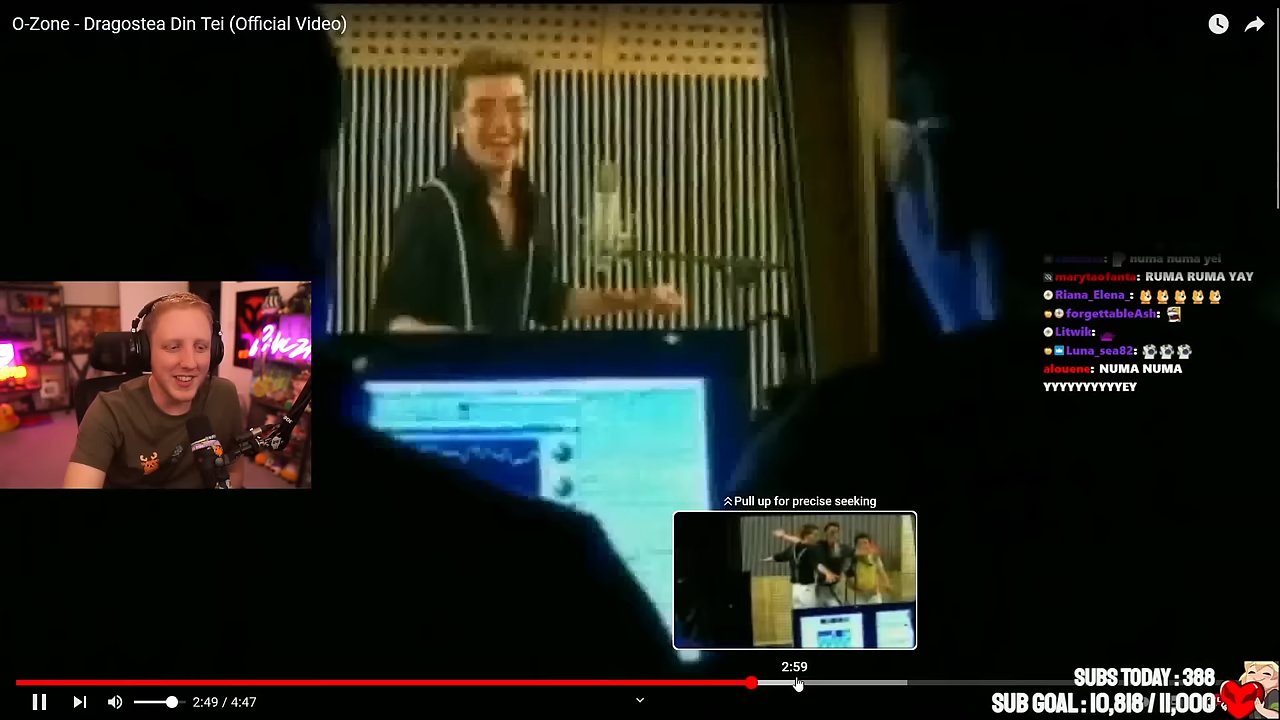 O-Zone - Dragostea Din Tei (Official Video)
numa numa yei
marytaofanta: RUMA RUMA YAY
Riana_Elena_:
forgettableAsh:
Litwik:
Luna_sea82:
alouene: NUMA NUMA
YYYYYYYYYYEY
Pull up for precise seeking
2:59
SUBS TODAY : 388
SUB GOAL : 10,818 / 11,000
2:49 / 4:47